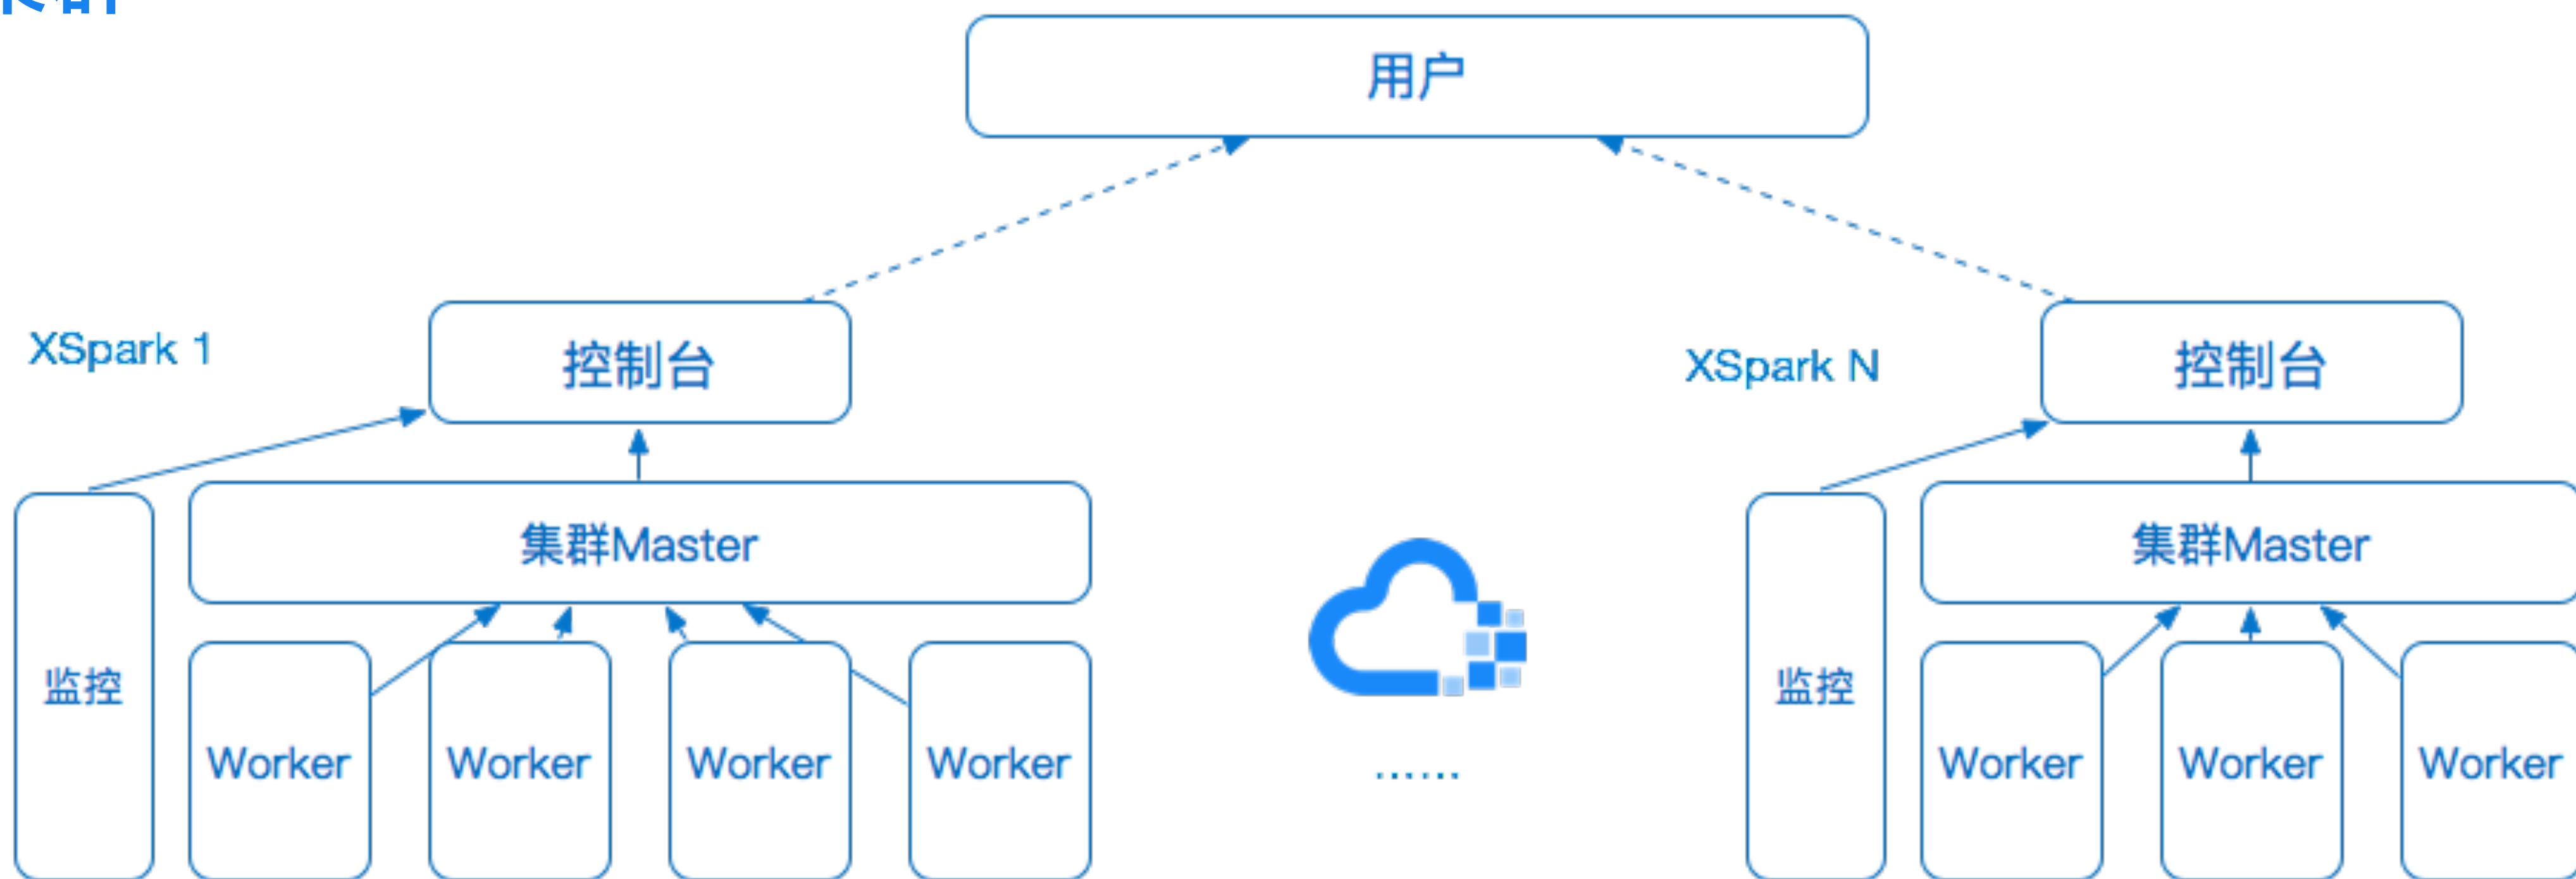 用户
XSpark 1
控制台
XSpark N
控制台
监控
集群Master
Worker
Worker
Worker
Worker
......
监控
集群Master
Worker
Worker
Worker